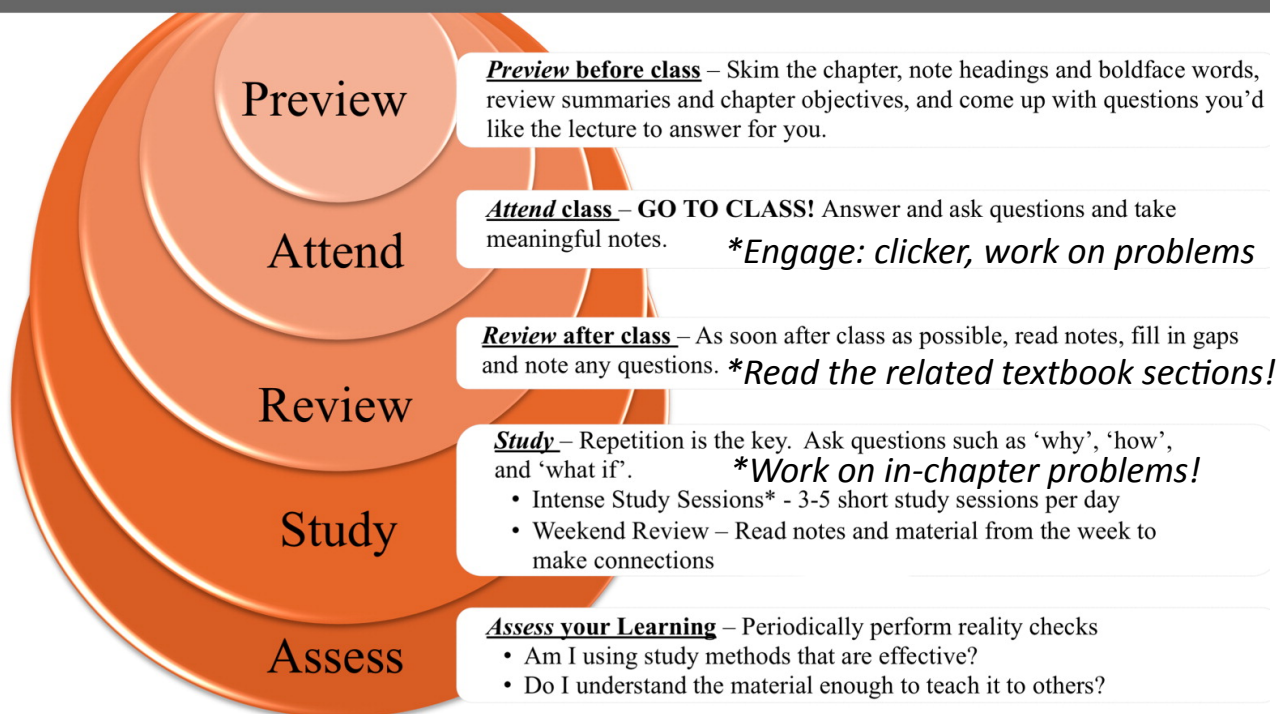 Preview
Preview before class – Skim the chapter, note headings and boldface words,
review summaries and chapter objectives, and come up with questions you’d
like the lecture to answer for you.
Attend
Attend class – GO TO CLASS! Answer and ask questions and take
meaningful notes.
*Engage: clicker, work on problems
Review
Review after class – As soon after class as possible, read notes, fill in gaps
and note any questions.
*Read the related textbook sections!
Study
Study – Repetition is the key.  Ask questions such as ‘why’, ‘how’,
and ‘what if’.
*Work on in-chapter problems!
• Intense Study Sessions* - 3-5 short study sessions per day
• Weekend Review – Read notes and material from the week to
make connections
Assess
Assess your Learning – Periodically perform reality checks
• Am I using study methods that are effective?
• Do I understand the material enough to teach it to others?